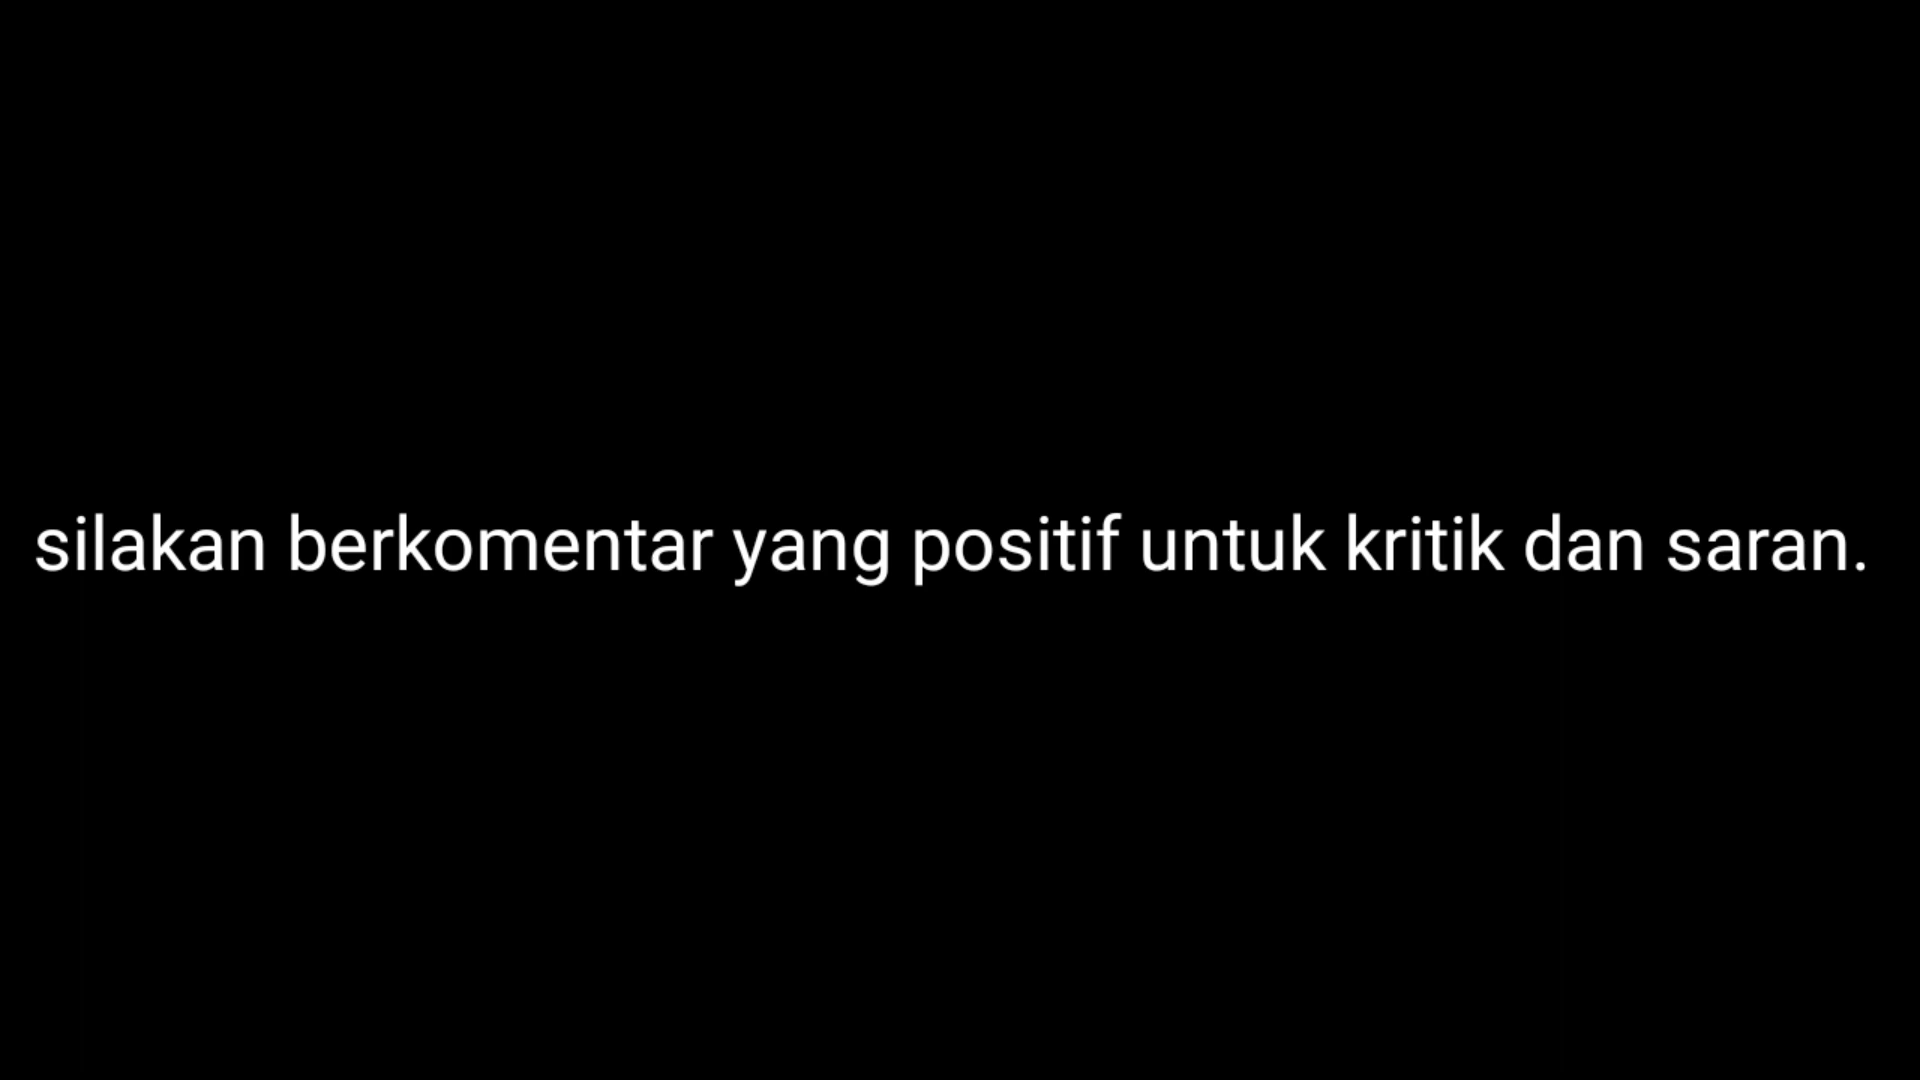 silakan berkomentar yang positif untuk kritik dan saran.